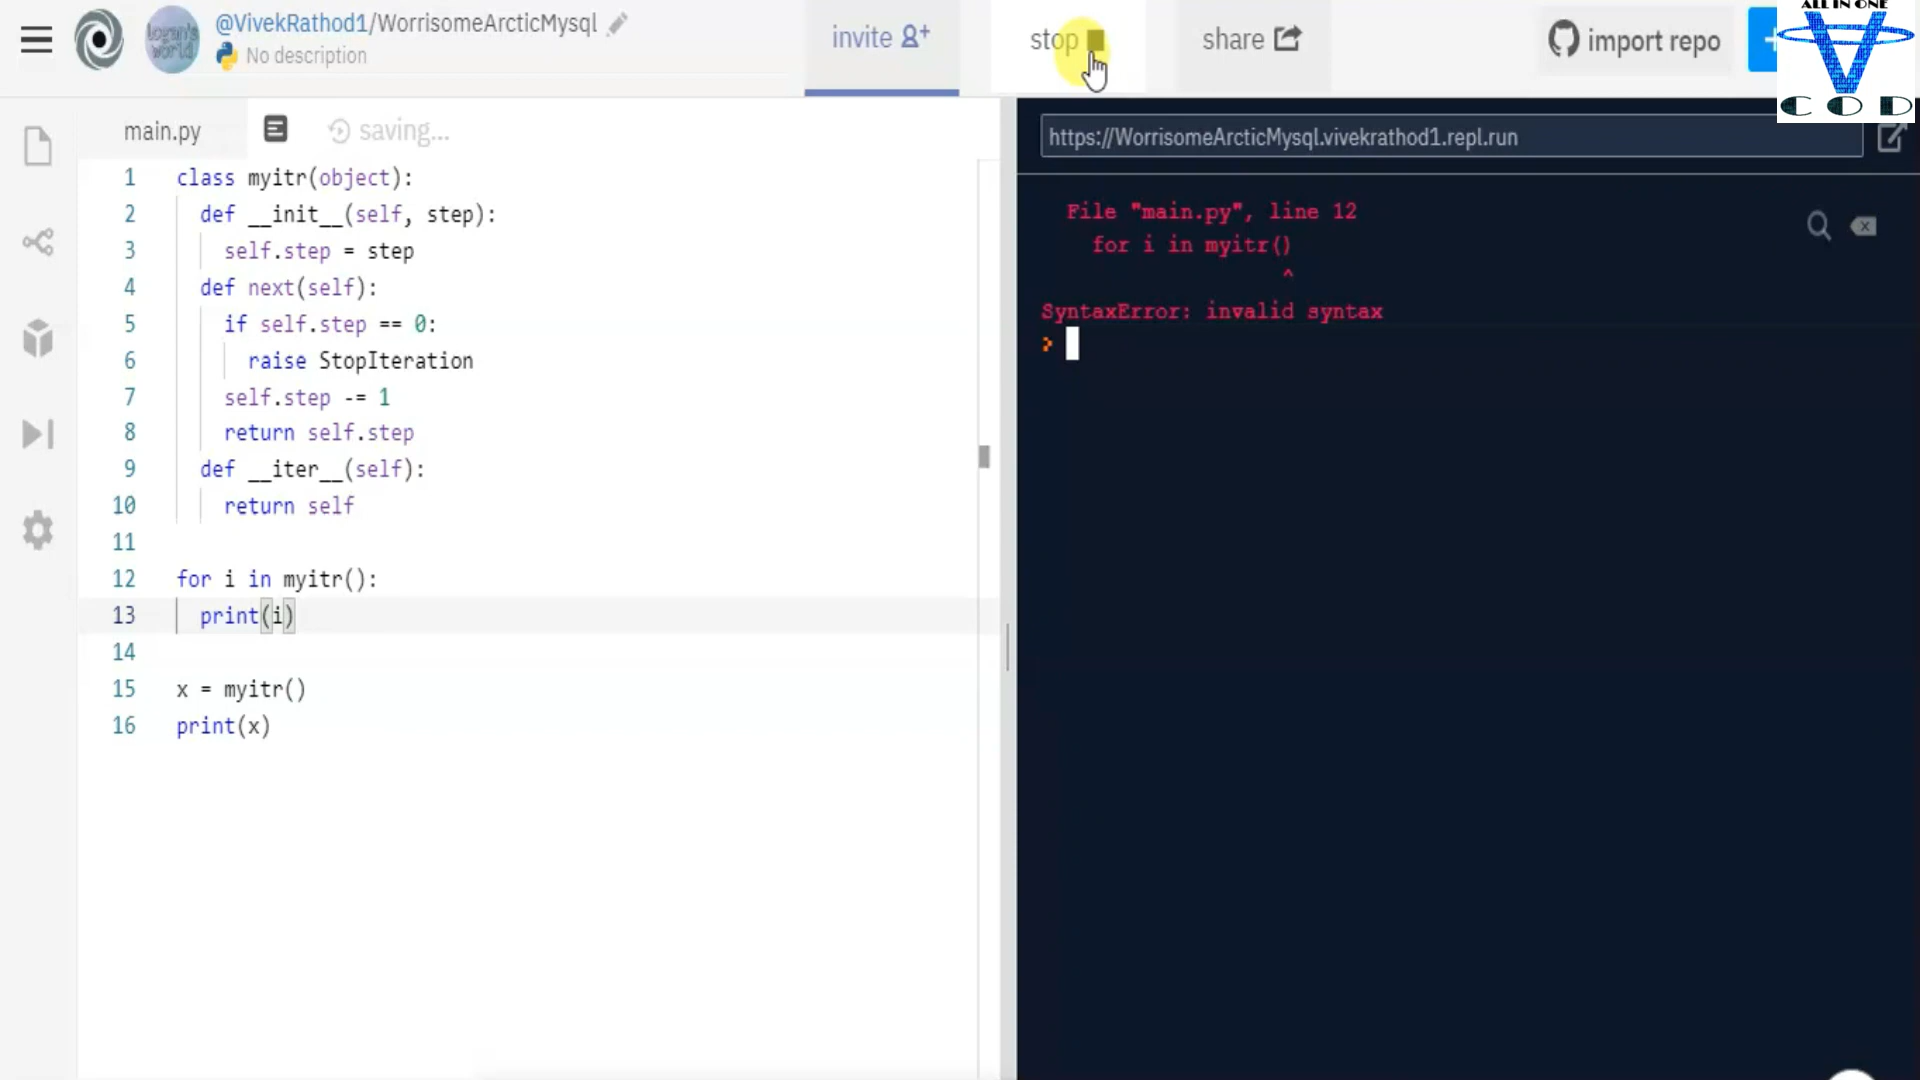 @VivekRathod1/WorrisomeArcticMysql
No description
invite
stop
share
import repo
+
ALL IN ONE
V
COD
main.py
saving...
logan's world
1 class myitr(object):
2 def __init__(self, step):
3 self.step = step
4 def next(self):
5 if self.step == 0:
6 raise StopIteration
7 self.step -= 1
8 return self.step
9 def __iter__(self):
10 return self
11
12 for i in myitr():
13 print(i)
14
15 x = myitr()
16 print(x)
https://WorrisomeArcticMysql.vivekrathod1.repl.run
File "main.py", line 12
for i in myitr()
^
SyntaxError: invalid syntax
>